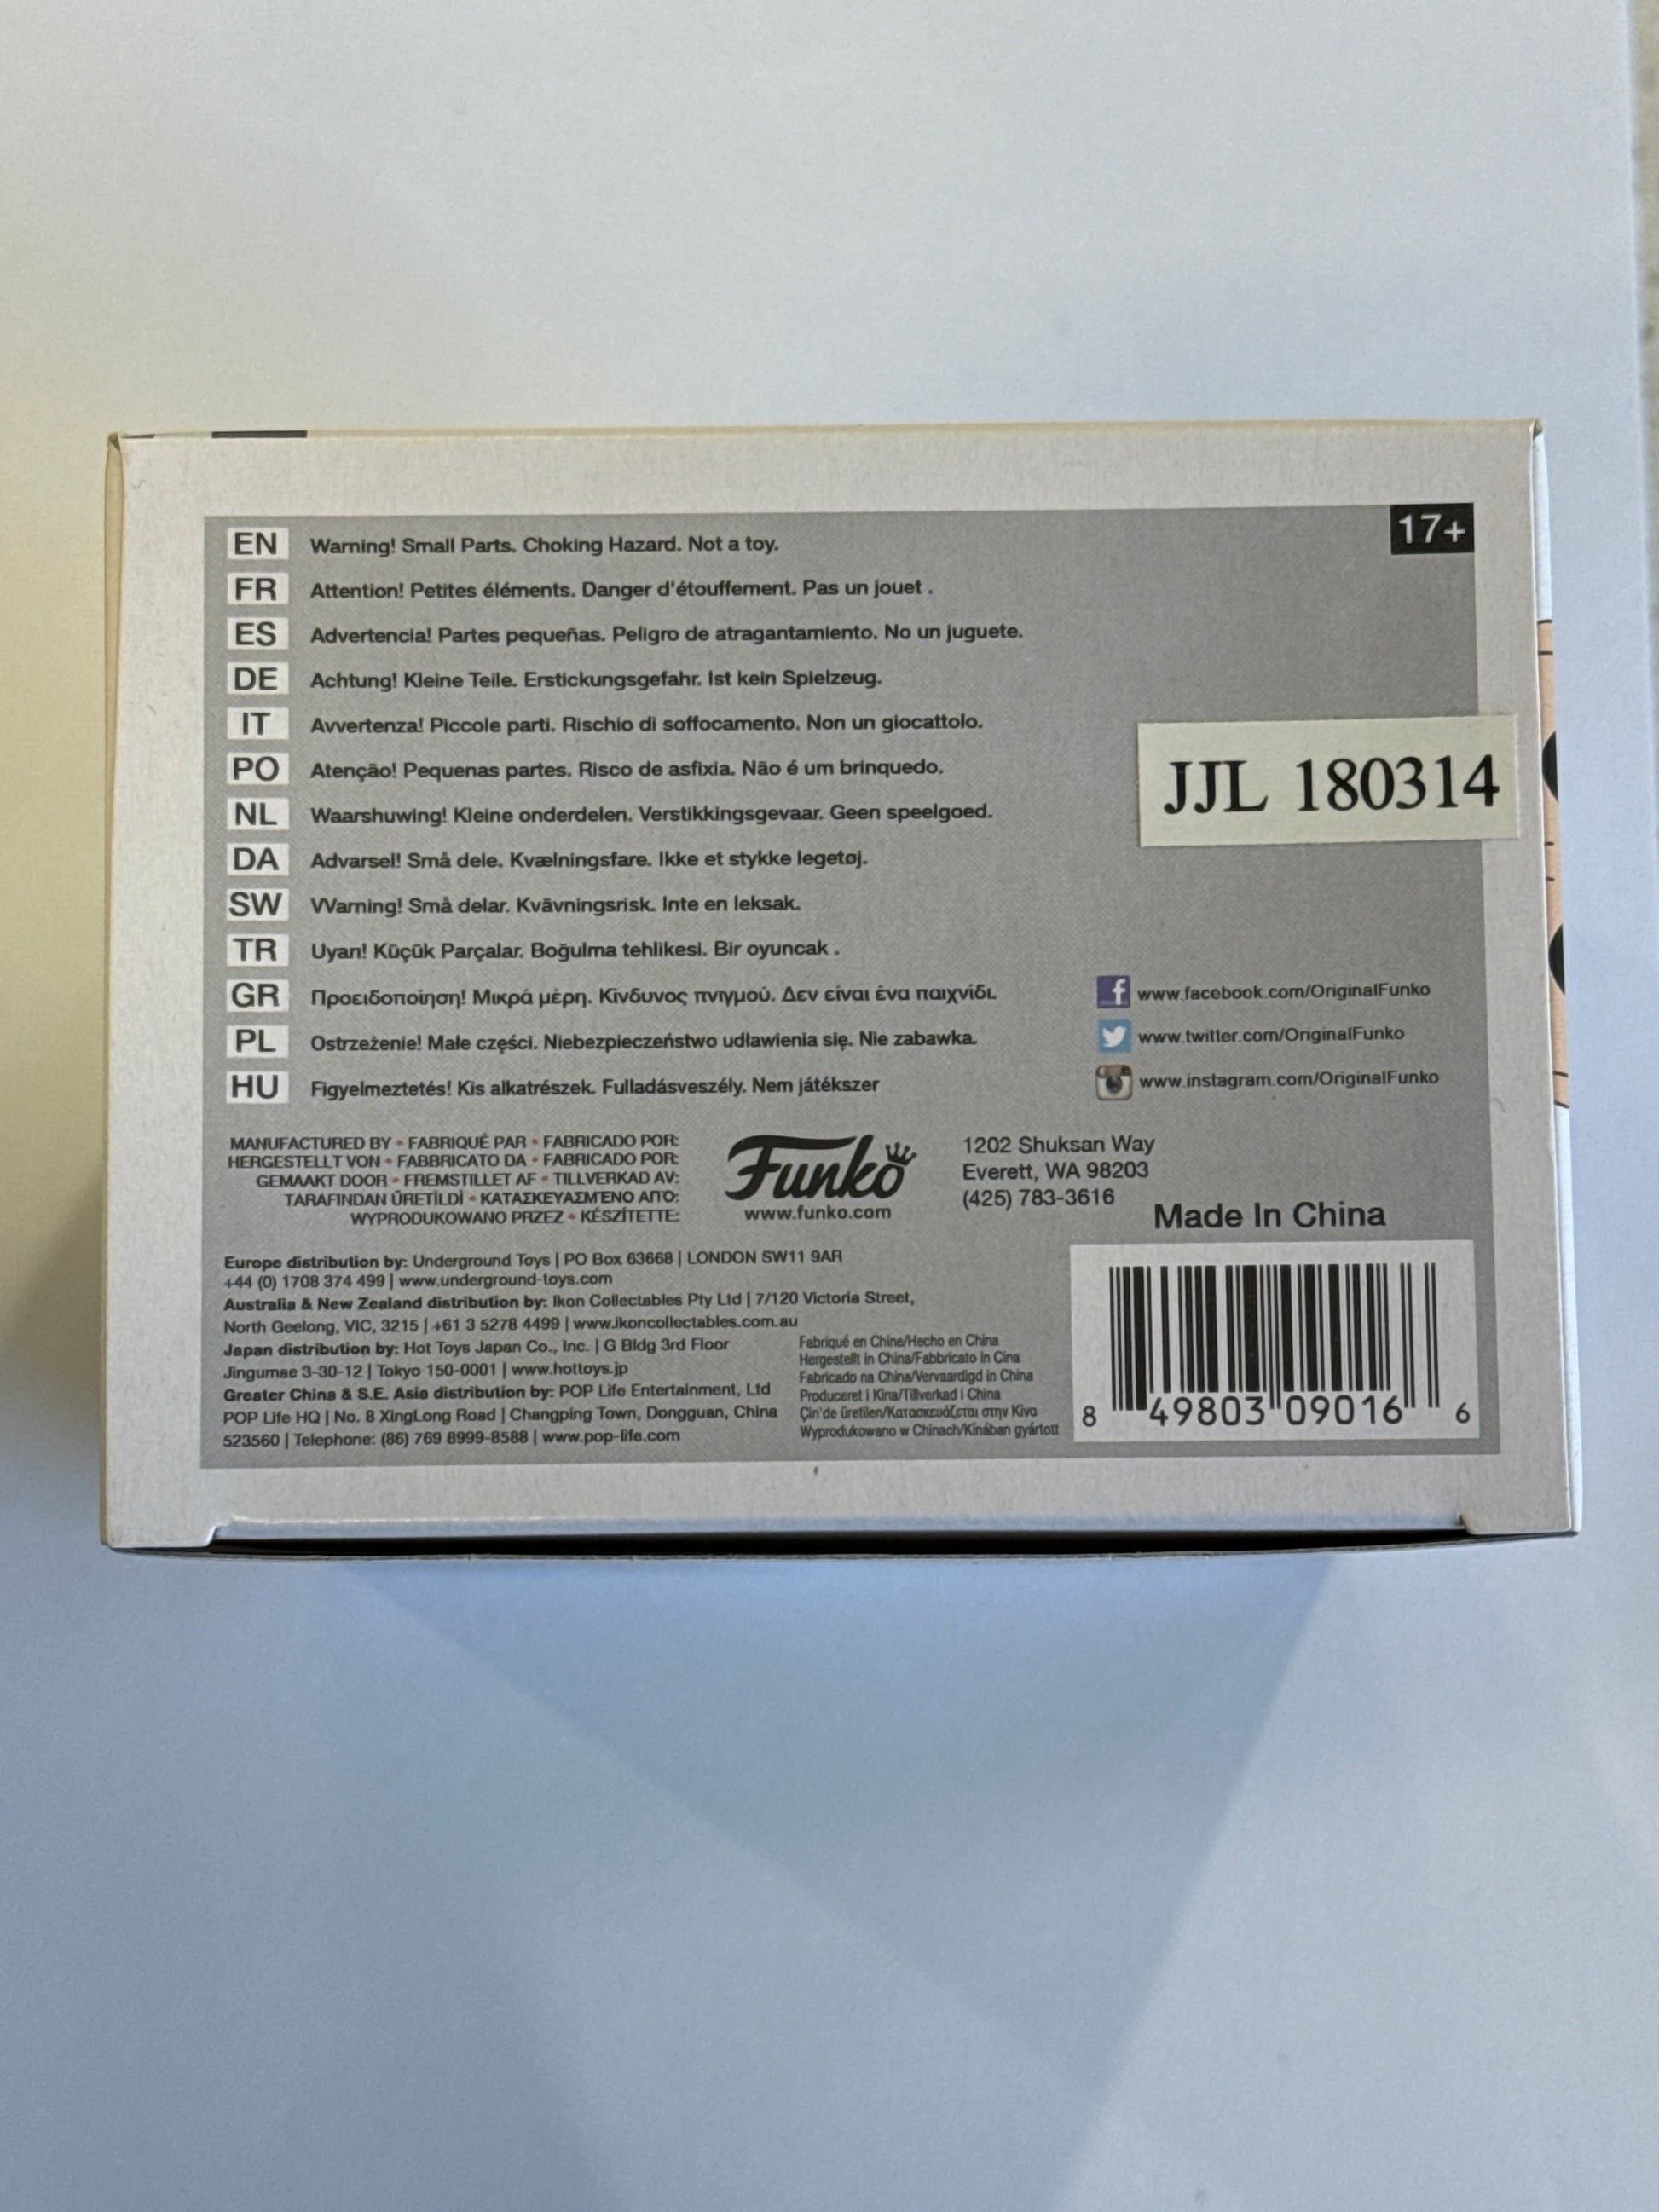 17+
EN Warning! Small Parts. Choking Hazard. Not a toy.
FR Attention! Petites éléments. Danger d'étouffement. Pas un jouet .
ES Advertencia! Partes pequeñas. Peligro de atragantamiento. No un juguete.
DE Achtung! Kleine Teile. Erstickungsgefahr. Ist kein Spielzeug.
IT Avvertenza! Piccole parti. Rischio di soffocamento. Non un giocattolo.
PO Atenção! Pequenas partes. Risco de asfixia. Não é um brinquedo.
NL Waarshuwing! Kleine onderdelen. Verstikkingsgevaar. Geen speelgoed.
DA Advarsel! Små dele. Kvælningsfare. Ikke et stykke legetøj.
SW Warning! Små delar. Kvävningsrisk. Inte en leksak.
TR Uyan! Küçük Parçalar. Boğulma tehlikesi. Bir oyuncak .
GR Προειδοποίηση! Μικρά μέρη. Κίνδυνος πνιγμού. Δεν είναι ένα παιχνίδι.
PL Ostrzeżenie! Małe części. Niebezpieczeństwo udławienia się. Nie zabawka.
HU Figyelmeztetés! Kis alkatrészek. Fulladásveszély. Nem játékszer
JJL 180314
www.facebook.com/OriginalFunko
www.twitter.com/OriginalFunko
www.instagram.com/OriginalFunko
MANUFACTURED BY • FABRIQUÉ PAR • FABRICADO POR:
HERGESTELLT VON • FABBRICATO DA • FABRICADO POR:
GEMAAKT DOOR • FREMSTILLET AF • TILLVERKAD AV:
TARAFINDAN ÜRETİLDİ • ΚΑΤΑΣΚΕΥΑΣΜΈΝΟ ΑΠΌ:
WYPRODUKOWANO PRZEZ • KÉSZÍTETTE:
Funko
www.funko.com
1202 Shuksan Way
Everett, WA 98203
(425) 783-3616
Made In China
Europe distribution by: Underground Toys | PO Box 63668 | LONDON SW11 9AR
+44 (0) 1708 374 499 | www.underground-toys.com
Australia & New Zealand distribution by: Ikon Collectables Pty Ltd | 7/120 Victoria Street,
North Geelong, VIC, 3215 | +61 3 5278 4499 | www.ikoncollectables.com.au
Japan distribution by: Hot Toys Japan Co., Inc. | G Bldg 3rd Floor
Jingumae 3-30-12 | Tokyo 150-0001 | www.hottoys.jp
Greater China & S.E. Asia distribution by: POP Life Entertainment, Ltd
POP Life HQ | No. 8 XingLong Road | Changping Town, Dongguan, China
523560 | Telephone: (86) 769 8999-8588 | www.pop-life.com
Fabriqué en Chine/Hecho en China
Hergestellt in China/Fabbricato in Cina
Fabricado na China/Vervaardigd in China
Produceret i Kina/Tillverkad i China
Çin'de üretilen/Κατασκευάζεται στην Κίνα
Wyprodukowano w Chinach/Kínában gyártott
8 49803 09016 6